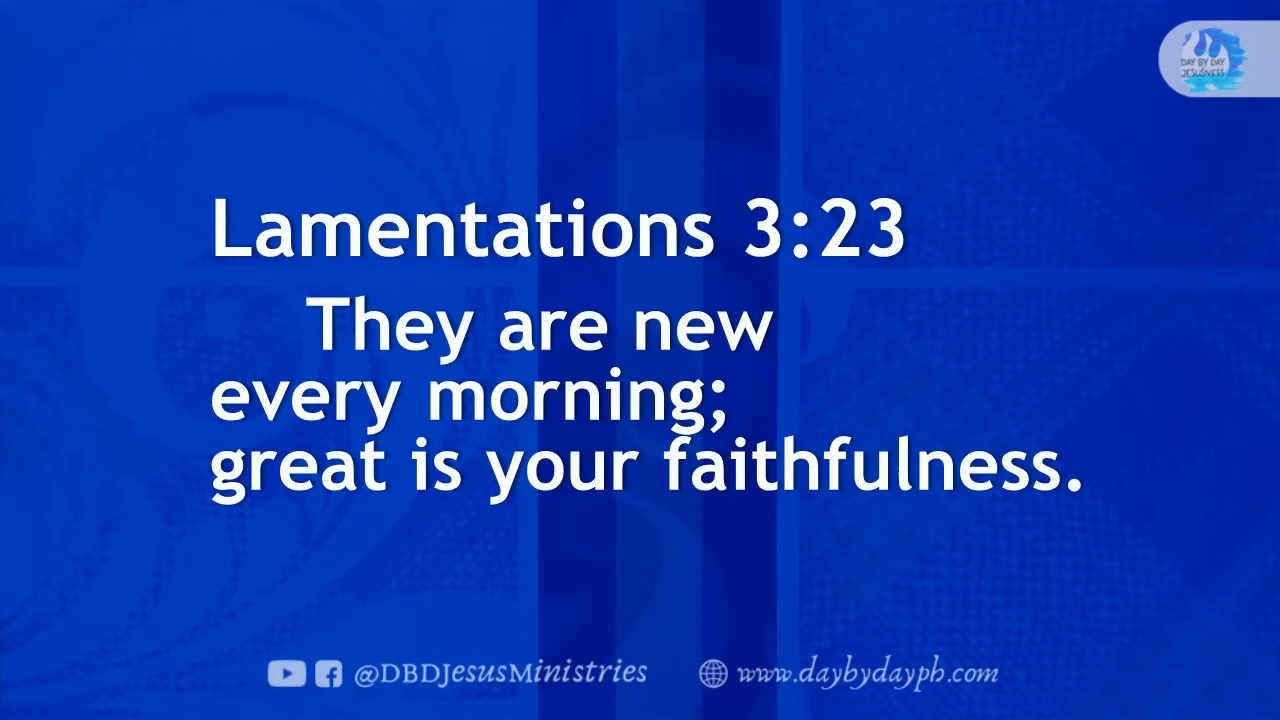 DAY BY DAY
JESUSNESS
Lamentations 3:23
They are new
every morning;
great is your faithfulness.
@DBDJesusMinistries www.daybydayph.com